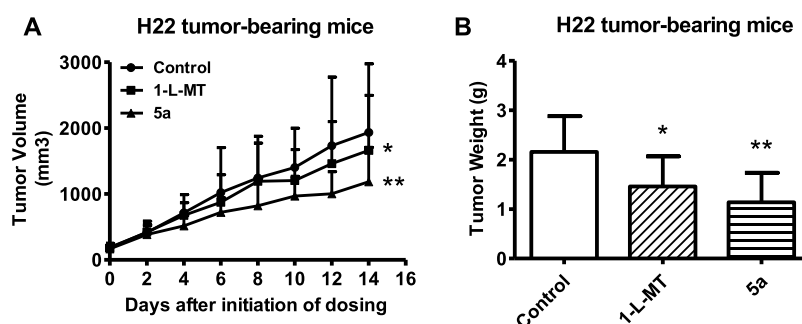 A
H22 tumor-bearing mice
Tumor Volume
(mm3)
3000
2000
1000
0
Control
1-L-MT
5a
*
**
0 2 4 6 8 10 12 14 16
Days after initiation of dosing
B
H22 tumor-bearing mice
Tumor Weight (g)
4
3
2
1
0
*
**
Control
1-L-MT
5a